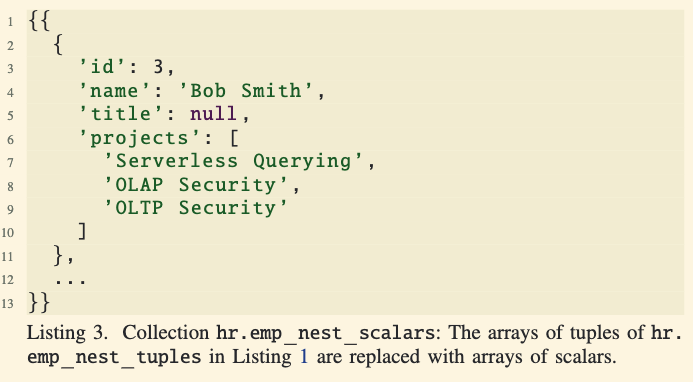 1 {{
2 {
3 'id': 3,
4 'name': 'Bob Smith',
5 'title': null,
6 'projects': [
7 'Serverless Querying',
8 'OLAP Security',
9 'OLTP Security'
10 ]
11 },
12 ...
13 }}
Listing 3. Collection hr.emp_nest_scalars: The arrays of tuples of hr.
emp_nest_tuples in Listing 1 are replaced with arrays of scalars.